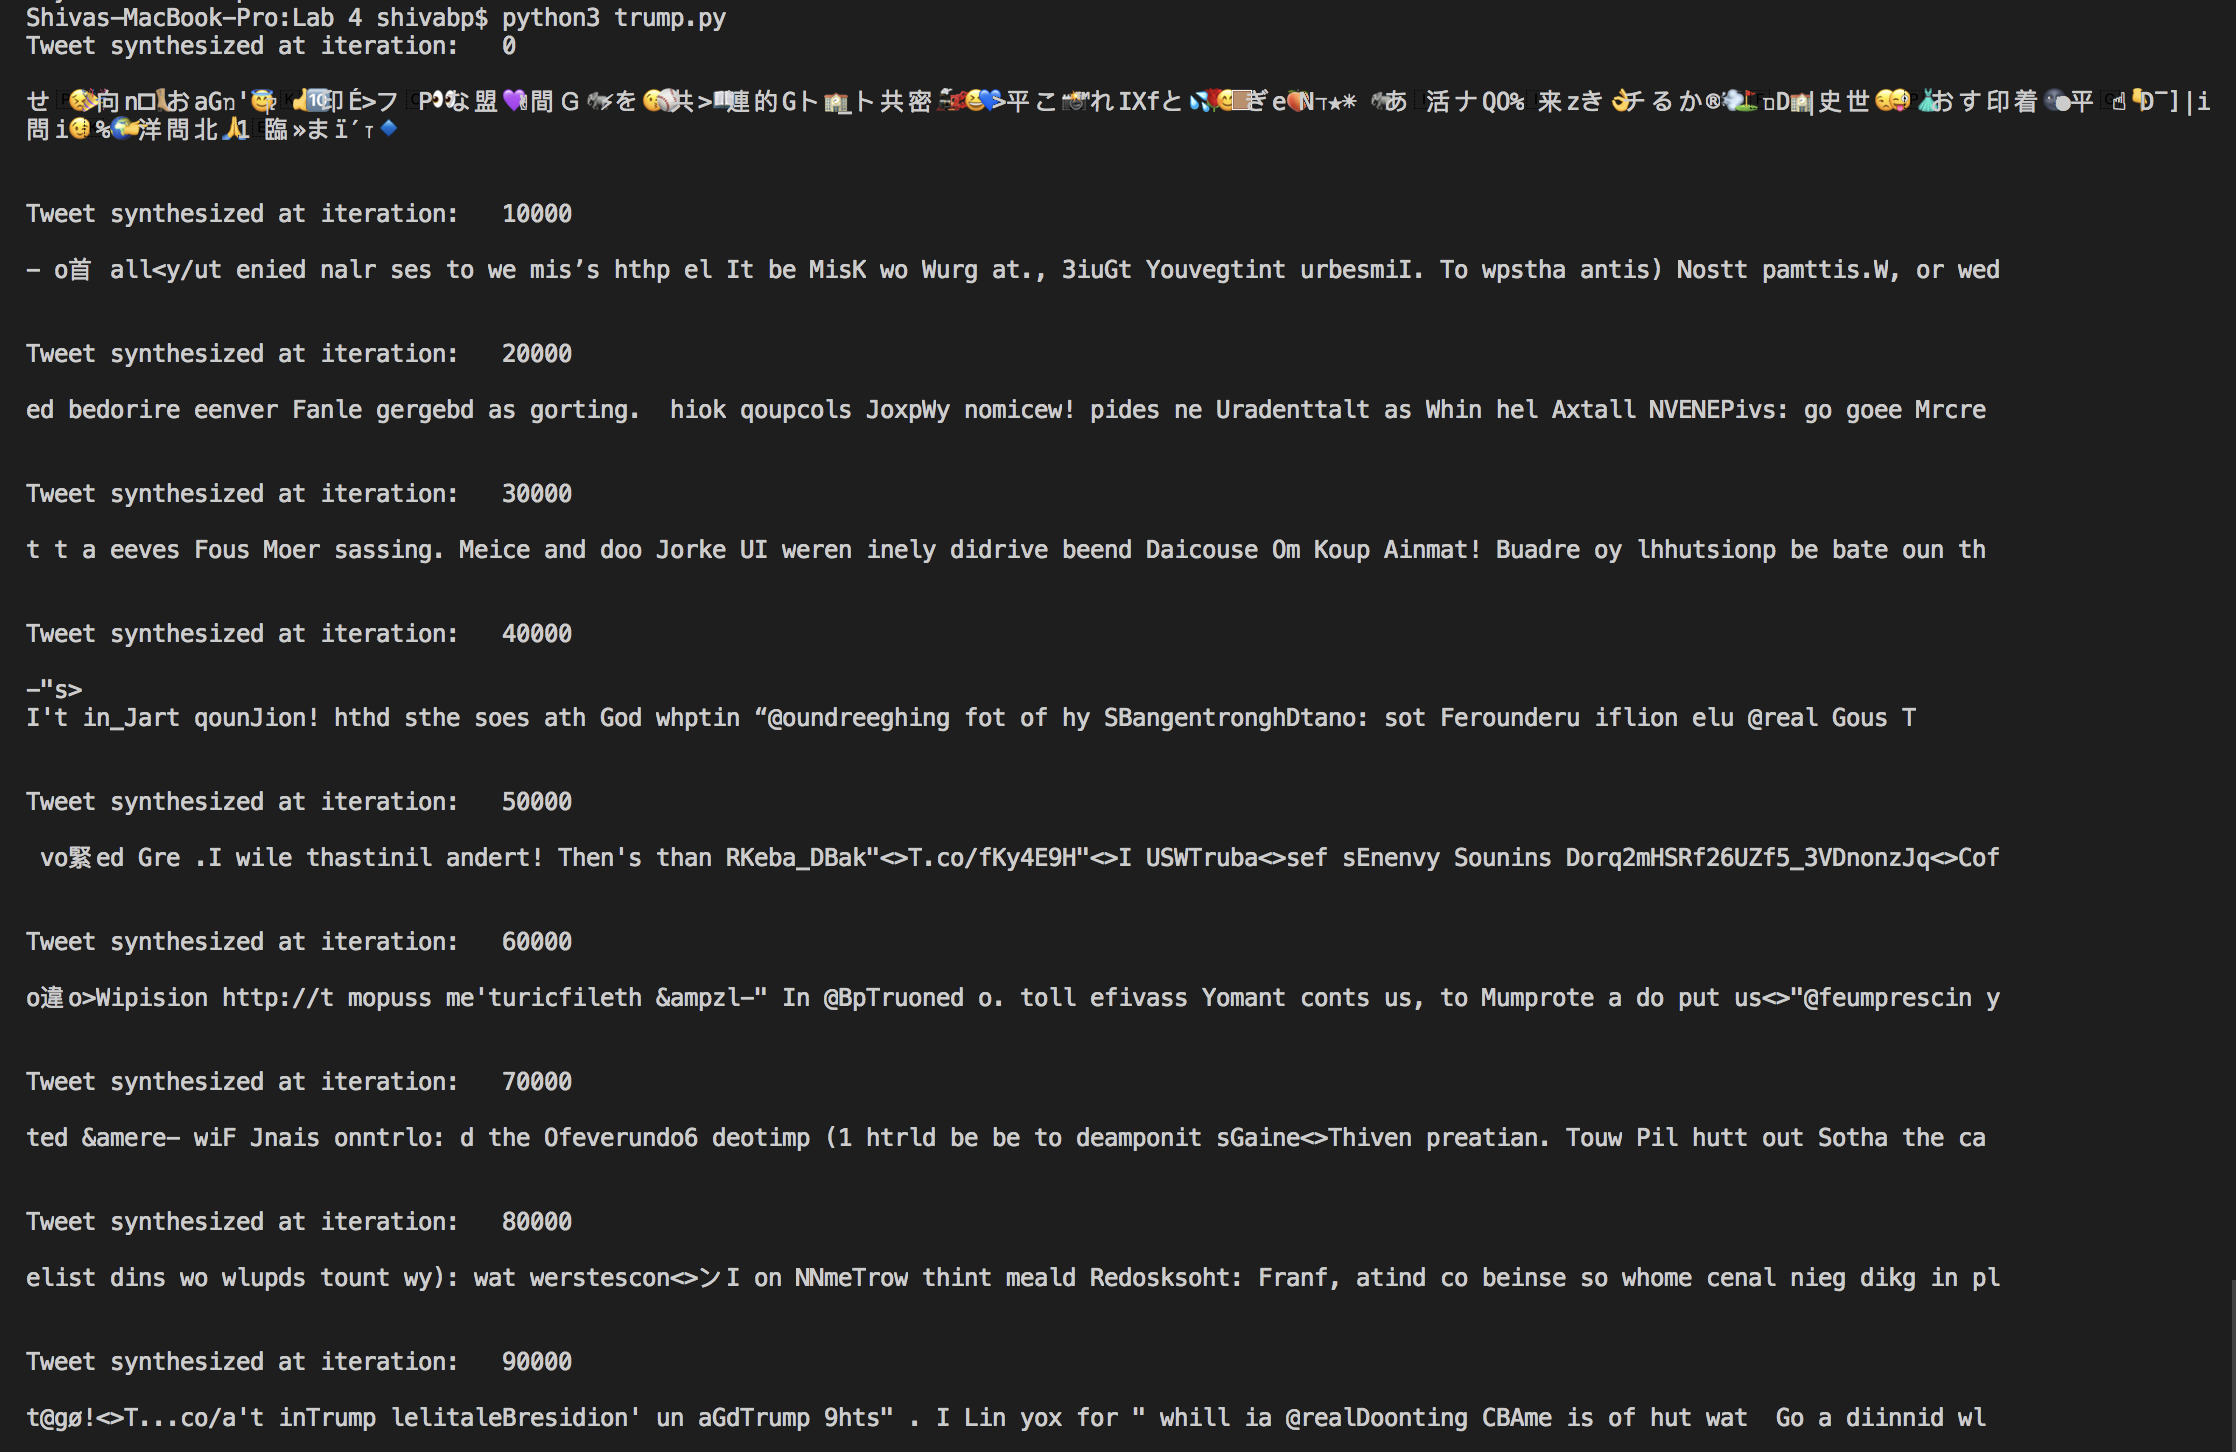 Shivas-MacBook-Pro:Lab 4 shivabp$ python3 trump.py
Tweet synthesized at iteration:   0
せ 向n お aG 印É>フ P な盟💜間G を 共> 連的Gト ト共密 >平こ れIXfと ぎe N あ 活ナQO% 来zき👌チるか® D |史世 おす印着 平 D¯]|i
問i %洋問北🙏1 臨»まï 🔹
Tweet synthesized at iteration:   10000
– o首 all<y/ut enied nalr ses to we mis’s hthp el It be MisK wo Wurg at., 3iuGt Youvegtint urbesmiI. To wpstha antis) Nostt pamttis.W, or wed
Tweet synthesized at iteration:   20000
ed bedorire eenver Fanle gergebd as gorting.  hiok qoupcols JoxpWy nomicew! pides ne Uradenttalt as Whin hel Axtall NVENEPivs: go goee Mrcre
Tweet synthesized at iteration:   30000
t t a eeves Fous Moer sassing. Meice and doo Jorke UI weren inely didrive beend Daicouse Om Koup Ainmat! Buadre oy lhhutsionp be bate oun th
Tweet synthesized at iteration:   40000
—"s>
I't in_Jart qounJion! hthd sthe soes ath God whptin “@oundreeghing fot of hy SBangentronghDtano: sot Ferounderu iflion elu @real Gous T
Tweet synthesized at iteration:   50000
vo緊ed Gre .I wile thastinil andert! Then's than RKeba_DBak"<>T.co/fKy4E9H"<>I USWTruba<>sef sEnenvy Sounins Dorq2mHSRf26UZf5_3VDnonzJq<>Cof
Tweet synthesized at iteration:   60000
o違o>Wipision http://t mopuss me'turicfileth &ampzl—" In @BpTruoned o. toll efivass Yomant conts us, to Mumprote a do put us<>"@feumprescin y
Tweet synthesized at iteration:   70000
ted &amere— wiF Jnais onntrlo: d the Ofeverundo6 deotimp (1 htrld be be to deamponit sGaine<>Thiven preatian. Touw Pil hutt out Sotha the ca
Tweet synthesized at iteration:   80000
elist dins wo wlupds tount wy): wat werstescon<>ンI on NNmeTrow thint meald Redosksoht: Franf, atind co beinse so whome cenal nieg dikg in pl
Tweet synthesized at iteration:   90000
t@gø!<>T...co/a't inTrump lelitaleBresidion' un aGdTrump 9hts" . I Lin yox for " whill ia @realDoonting CBAme is of hut wat  Go a diinnid wl